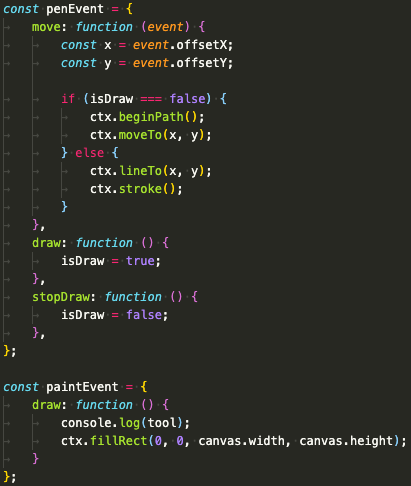 const penEvent = {
    move: function (event) {
        const x = event.offsetX;
        const y = event.offsetY;

        if (isDraw === false) {
            ctx.beginPath();
            ctx.moveTo(x, y);
        } else {
            ctx.lineTo(x, y);
            ctx.stroke();
        }
    },
    draw: function () {
        isDraw = true;
    },
    stopDraw: function () {
        isDraw = false;
    },
};

const paintEvent = {
    draw: function () {
        console.log(tool);
        ctx.fillRect(0, 0, canvas.width, canvas.height);
    }
};